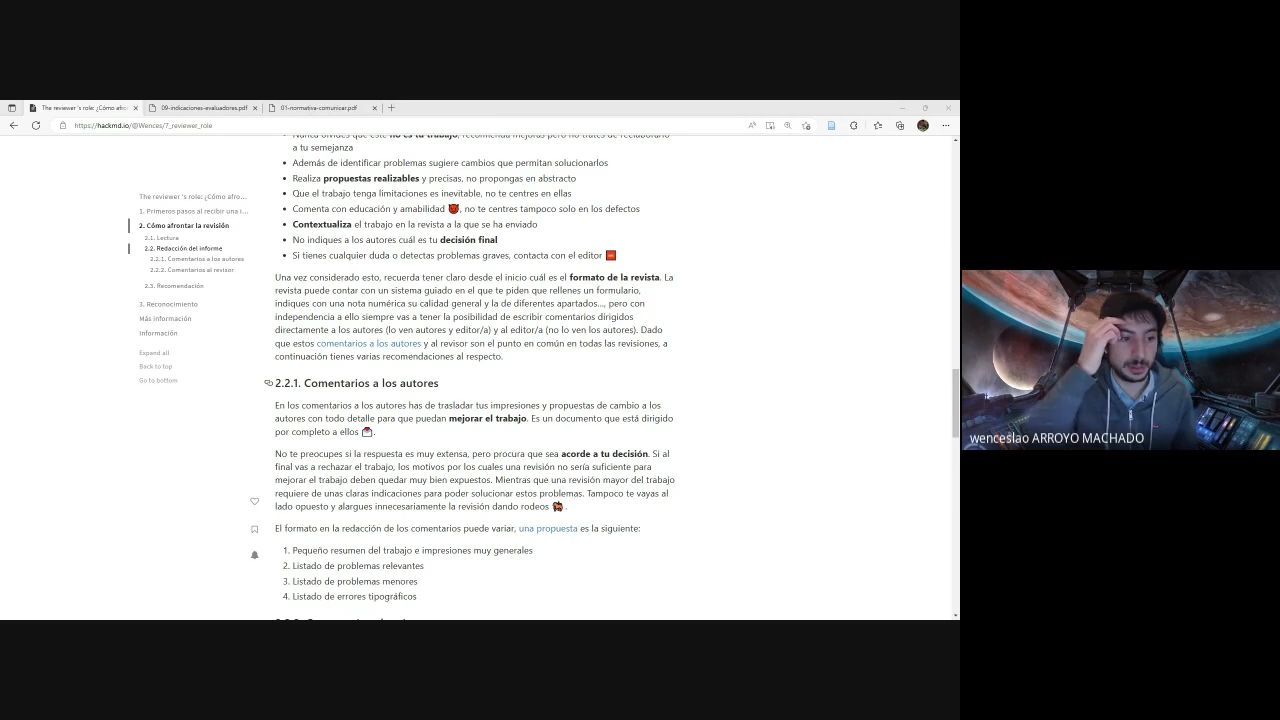 The reviewer 's role: ¿Cómo afro
09-indicaciones-evaluadores.pdf
01-normativa-comunicar.pdf
https://hackmd.io/@Wences/7_reviewer_role
Nunca olvides que este no es tu trabajo, recomienda mejoras pero no trates de reelaborarlo
a tu semejanza
Además de identificar problemas sugiere cambios que permitan solucionarlos
Realiza propuestas realizables y precisas, no propongas en abstracto
Que el trabajo tenga limitaciones es inevitable, no te centres en ellas
Comenta con educación y amabilidad 👿, no te centres tampoco solo en los defectos
Contextualiza el trabajo en la revista a la que se ha enviado
No indiques a los autores cuál es tu decisión final
Si tienes cualquier duda o detectas problemas graves, contacta con el editor
Una vez considerado esto, recuerda tener claro desde el inicio cuál es el formato de la revista. La
revista puede contar con un sistema guiado en el que te piden que rellenes un formulario,
indiques con una nota numérica su calidad general y la de diferentes apartados..., pero con
independencia a ello siempre vas a tener la posibilidad de escribir comentarios dirigidos
directamente a los autores (lo ven autores y editor/a) y al editor/a (no lo ven los autores). Dado
que estos comentarios a los autores y al revisor son el punto en común en todas las revisiones, a
continuación tienes varias recomendaciones al respecto.
2.2.1. Comentarios a los autores
En los comentarios a los autores has de trasladar tus impresiones y propuestas de cambio a los
autores con todo detalle para que puedan mejorar el trabajo. Es un documento que está dirigido
por completo a ellos.
No te preocupes si la respuesta es muy extensa, pero procura que sea acorde a tu decisión. Si al
final vas a rechazar el trabajo, los motivos por los cuales una revisión no sería suficiente para
mejorar el trabajo deben quedar muy bien expuestos. Mientras que una revisión mayor del trabajo
requiere de unas claras indicaciones para poder solucionar estos problemas. Tampoco te vayas al
lado opuesto y alargues innecesariamente la revisión dando rodeos.
El formato en la redacción de los comentarios puede variar, una propuesta es la siguiente:
1. Pequeño resumen del trabajo e impresiones muy generales
2. Listado de problemas relevantes
3. Listado de problemas menores
4. Listado de errores tipográficos
The reviewer 's role: ¿Cómo afro...
1. Primeros pasos al recibir una i...
2. Cómo afrontar la revisión
2.1. Lectura
2.2. Redacción del informe
2.2.1. Comentarios a los autores
2.2.2. Comentarios al revisor
2.3. Recomendación
3. Reconocimiento
Más información
Información
Expand all
Back to top
Go to bottom
wenceslao ARROYO MACHADO